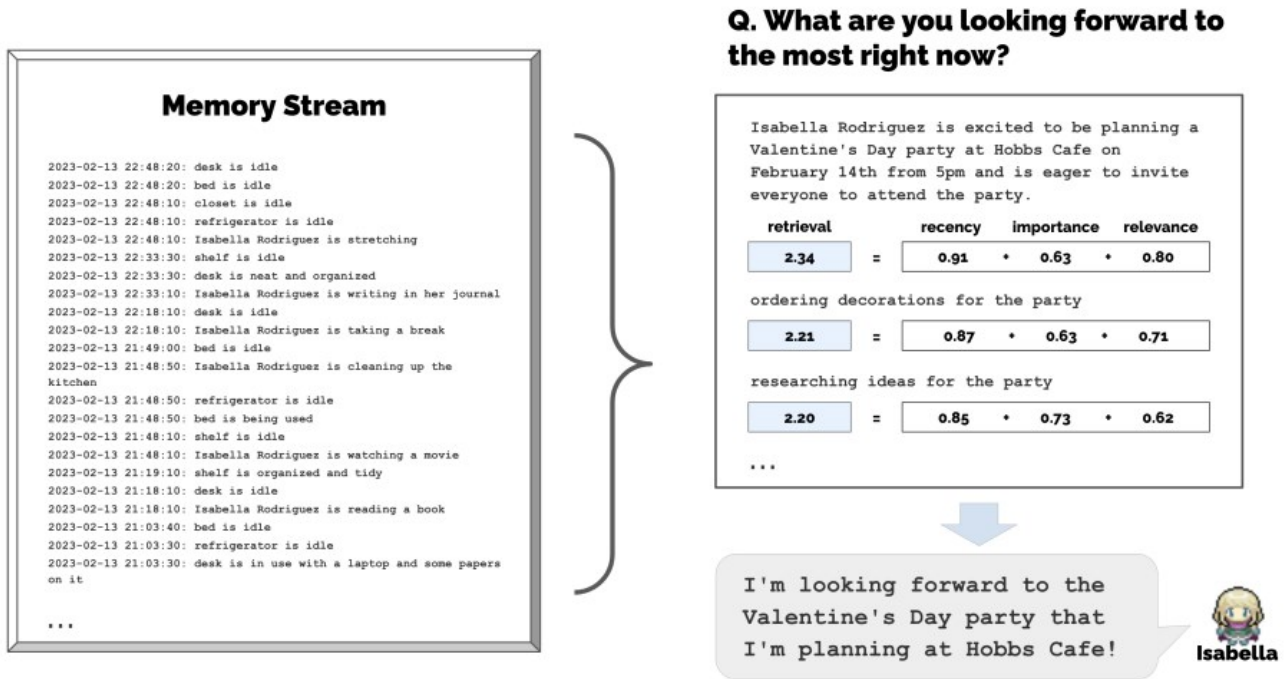 Memory Stream
2023-02-13 22:48:20: desk is idle
2023-02-13 22:48:20: bed is idle
2023-02-13 22:48:10: closet is idle
2023-02-13 22:48:10: refrigerator is idle
2023-02-13 22:48:10: Isabella Rodriguez is stretching
2023-02-13 22:33:30: shelf is idle
2023-02-13 22:33:30: desk is neat and organized
2023-02-13 22:33:10: Isabella Rodriguez is writing in her journal
2023-02-13 22:18:10: desk is idle
2023-02-13 22:18:10: Isabella Rodriguez is taking a break
2023-02-13 21:49:00: bed is idle
2023-02-13 21:48:50: Isabella Rodriguez is cleaning up the
kitchen
2023-02-13 21:48:50: refrigerator is idle
2023-02-13 21:48:50: bed is being used
2023-02-13 21:48:10: shelf is idle
2023-02-13 21:48:10: Isabella Rodriguez is watching a movie
2023-02-13 21:19:10: shelf is organized and tidy
2023-02-13 21:18:10: desk is idle
2023-02-13 21:18:10: Isabella Rodriguez is reading a book
2023-02-13 21:03:40: bed is idle
2023-02-13 21:03:30: refrigerator is idle
2023-02-13 21:03:30: desk is in use with a laptop and some papers
on it
...
Q. What are you looking forward to
the most right now?
Isabella Rodriguez is excited to be planning a
Valentine's Day party at Hobbs Cafe on
February 14th from 5pm and is eager to invite
everyone to attend the party.
retrieval recency importance relevance
2.34 = 0.91 + 0.63 + 0.80
ordering decorations for the party
2.21 = 0.87 + 0.63 + 0.71
researching ideas for the party
2.20 = 0.85 + 0.73 + 0.62
...
I'm looking forward to the
Valentine's Day party that
I'm planning at Hobbs Cafe!
Isabella